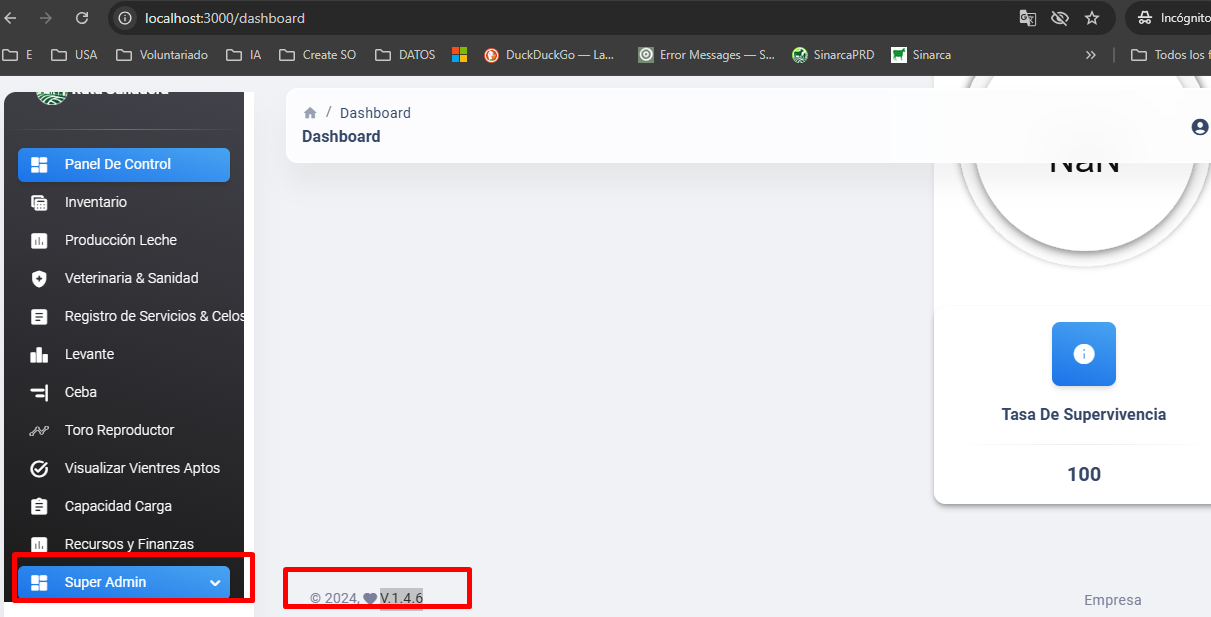 localhost:3000/dashboard
Incógnito
E USA Voluntariado IA Create SO DATOS DuckDuckGo — La... Error Messages — S... SinarcaPRD Sinarca » Todos los f
/ Dashboard
Dashboard
NaN
Panel De Control
Inventario
Producción Leche
Veterinaria & Sanidad
Registro de Servicios & Celos
Levante
Ceba
Toro Reproductor
Visualizar Vientres Aptos
Capacidad Carga
Recursos y Finanzas
Super Admin
Tasa De Supervivencia
100
© 2024, V.1.4.6
Empresa